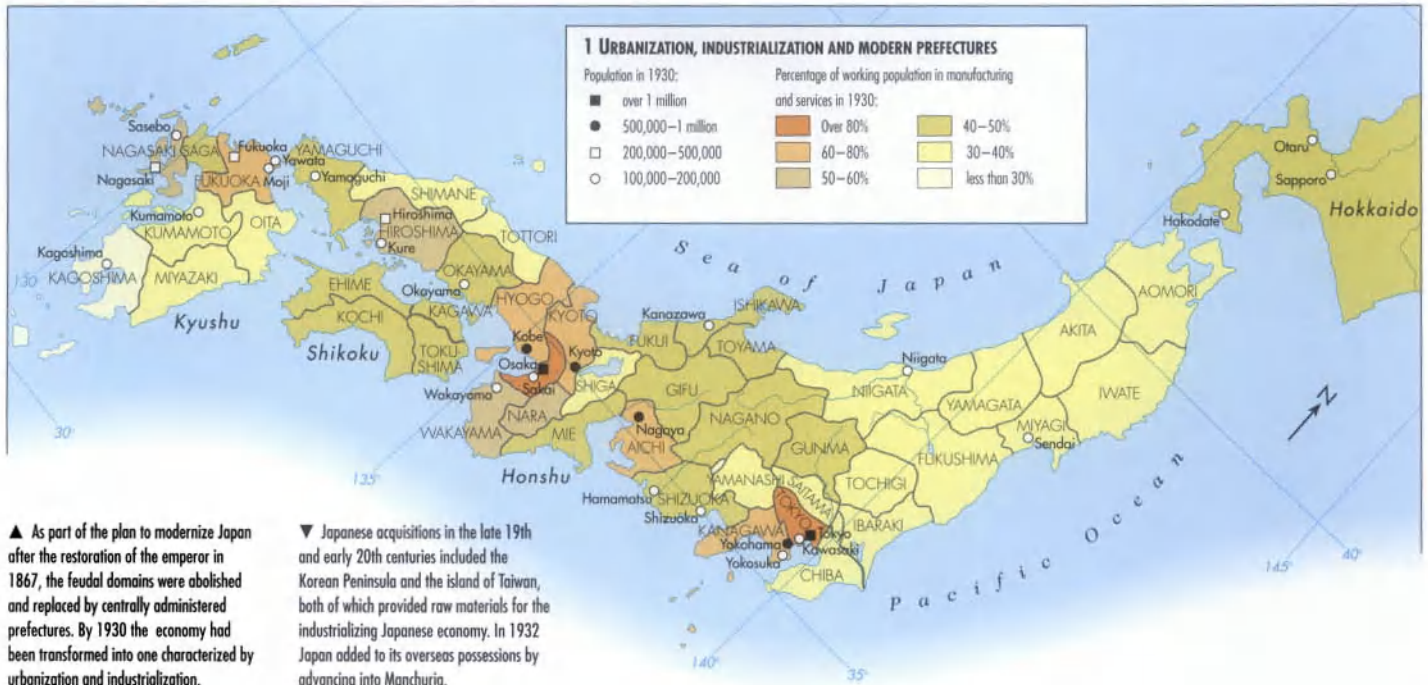 1 URBANIZATION, INDUSTRIALIZATION AND MODERN PREFECTURES
Population in 1930:
over 1 million
500,000–1 million
200,000–500,000
100,000–200,000
Percentage of working population in manufacturing
and services in 1930:
Over 80%
60–80%
50–60%
40–50%
30–40%
less than 30%
Sasebo
NAGASAKI
SAGA
Fukuoka
Yawata
YAMAGUCHI
Nagasaki
FUKUOKA
Moji
Yamaguchi
SHIMANE
Kumamoto
OITA
KUMAMOTO
Hiroshima
HIROSHIMA
Kure
TOTTORI
Kagoshima
KAGOSHIMA
MIYAZAKI
130°
Kyushu
EHIME
KOCHI
OKAYAMA
Okayama
KAGAWA
TOKU-
SHIMA
Shikoku
HYOGO
KYOTO
Kobe
Kyoto
Osaka
Sakai
SHIGA
Wakayama
NARA
WAKAYAMA
MIE
Honshu
Kanazawa
ISHIKAWA
FUKUI
TOYAMA
GIFU
NAGANO
Nagoya
AICHI
GUNMA
Hamamatsu
SHIZUOKA
Shizuoka
YAMANASHI
SAITAMA
TOKYO
Tokyo
KANAGAWA
Yokohama
Kawasaki
Yokosuka
CHIBA
IBARAKI
TOCHIGI
FUKUSHIMA
Niigata
NIIGATA
YAMAGATA
MIYAGI
Sendai
AKITA
IWATE
AOMORI
Otaru
Sapporo
Hakodate
Hokkaido
Sea of Japan
Pacific Ocean
N
30°
135°
140°
35°
145°
40°
▲ As part of the plan to modernize Japan
after the restoration of the emperor in
1867, the feudal domains were abolished
and replaced by centrally administered
prefectures. By 1930 the economy had
been transformed into one characterized by
urbanization and industrialization.
▼ Japanese acquisitions in the late 19th
and early 20th centuries included the
Korean Peninsula and the island of Taiwan,
both of which provided raw materials for the
industrializing Japanese economy. In 1932
Japan added to its overseas possessions by
advancing into Manchuria.